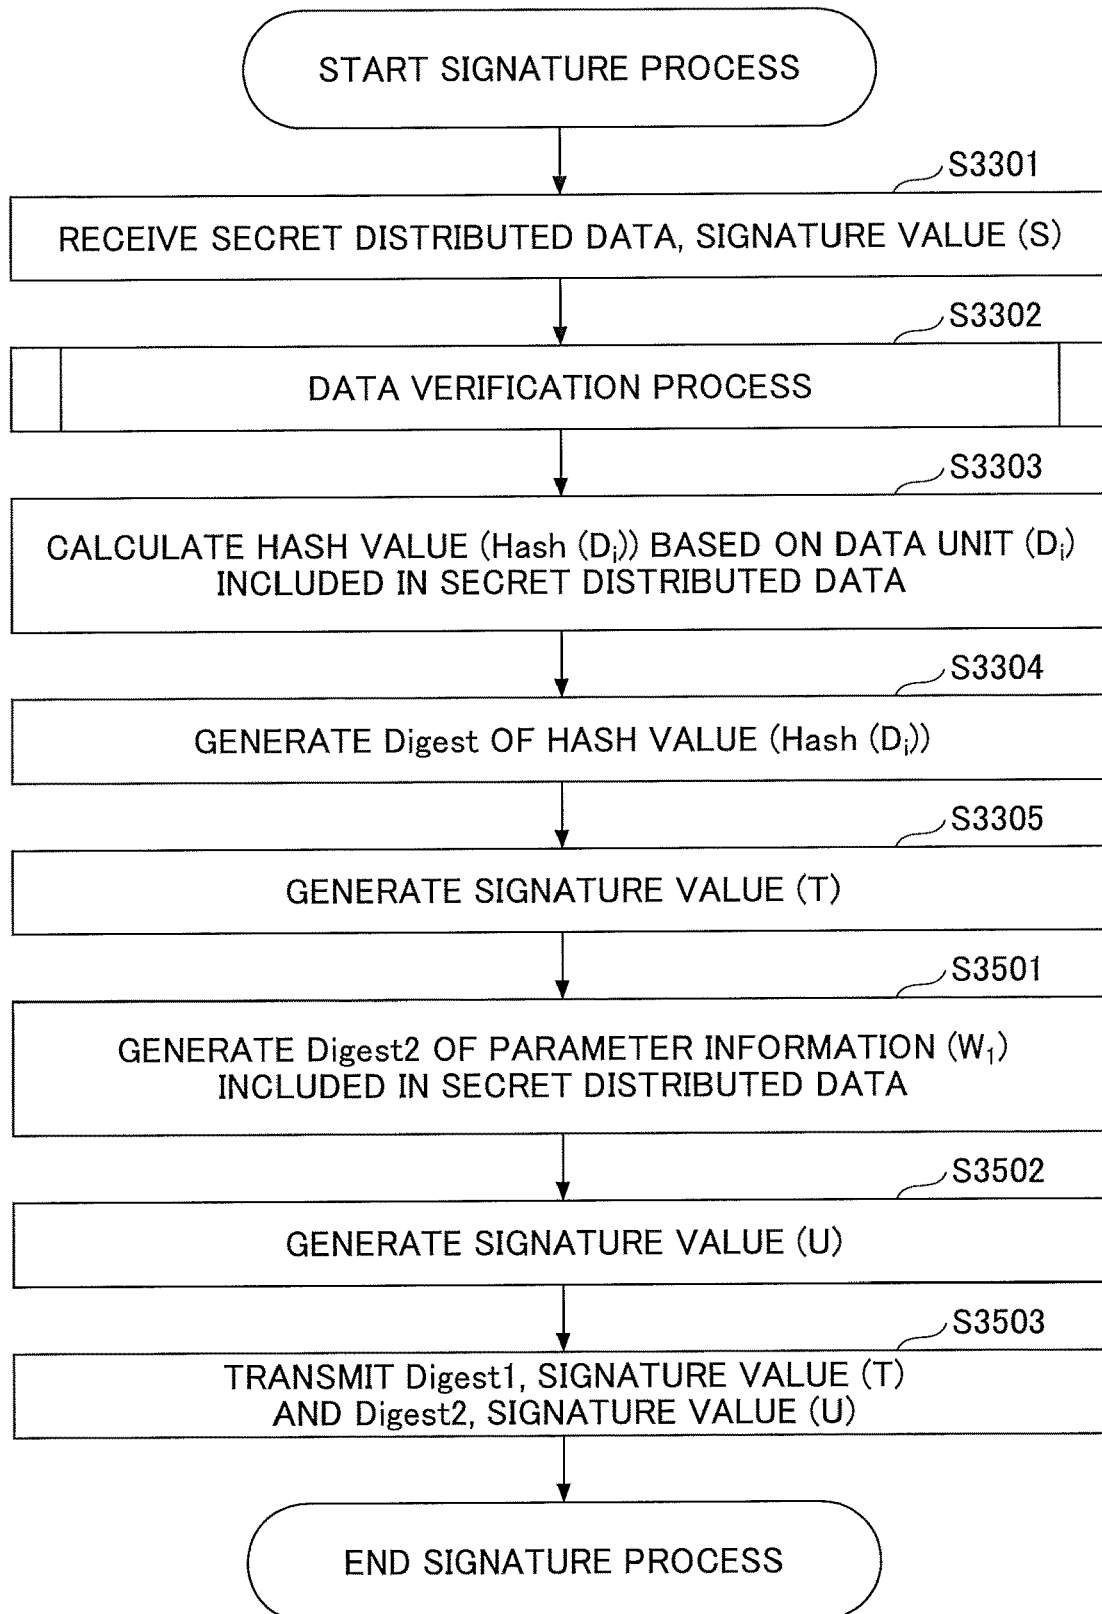 START SIGNATURE PROCESS
S3301
RECEIVE SECRET DISTRIBUTED DATA, SIGNATURE VALUE (S)
S3302
DATA VERIFICATION PROCESS
S3303
CALCULATE HASH VALUE (Hash (Dᵢ)) BASED ON DATA UNIT (Dᵢ)
INCLUDED IN SECRET DISTRIBUTED DATA
S3304
GENERATE Digest OF HASH VALUE (Hash (Dᵢ))
S3305
GENERATE SIGNATURE VALUE (T)
S3501
GENERATE Digest2 OF PARAMETER INFORMATION (W₁)
INCLUDED IN SECRET DISTRIBUTED DATA
S3502
GENERATE SIGNATURE VALUE (U)
S3503
TRANSMIT Digest1, SIGNATURE VALUE (T)
AND Digest2, SIGNATURE VALUE (U)
END SIGNATURE PROCESS